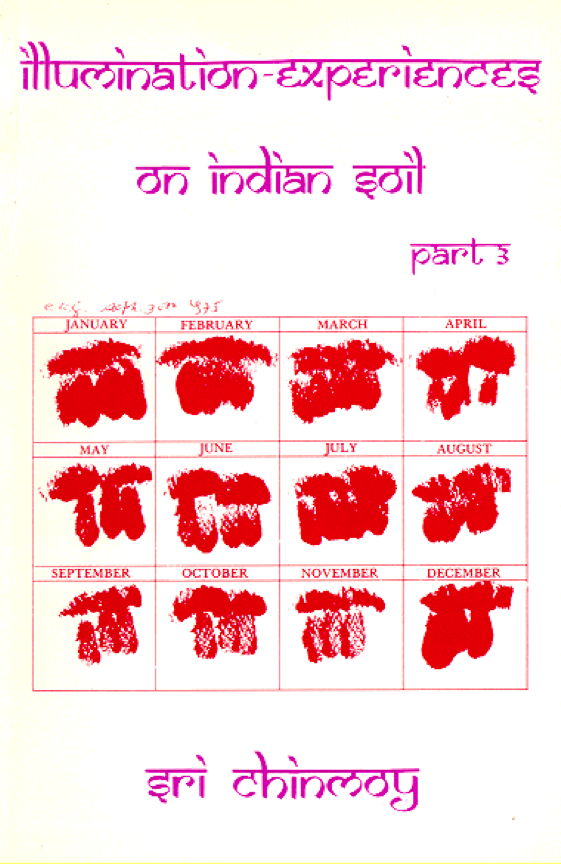 illumination-experiences
on indian soil
part 3
JANUARY FEBRUARY MARCH APRIL
MAY JUNE JULY AUGUST
SEPTEMBER OCTOBER NOVEMBER DECEMBER
sri chinmoy